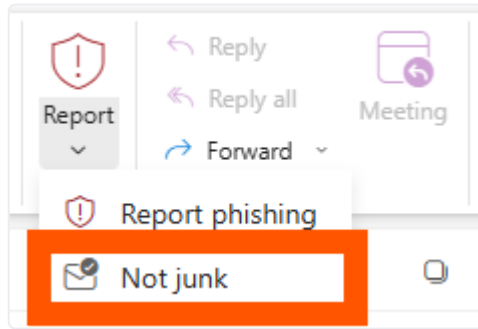 Report
Reply
Reply all
Forward
Meeting
Report phishing
Not junk